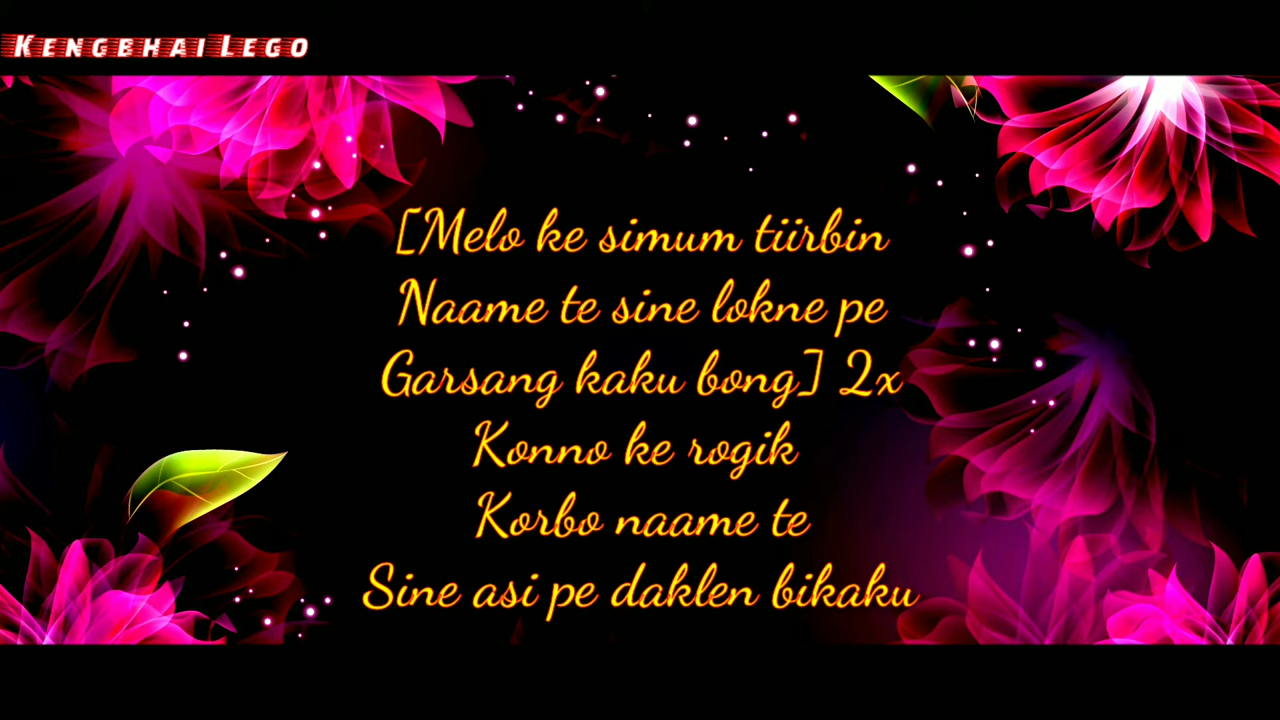 KENGBHAI LEGO
[Melo ke simum tiirbin
Naame te sine lokne pe
Garsang kaku bong] 2x
Konno ke rogik
Korbo naame te
Sine asi pe daklen bikaku